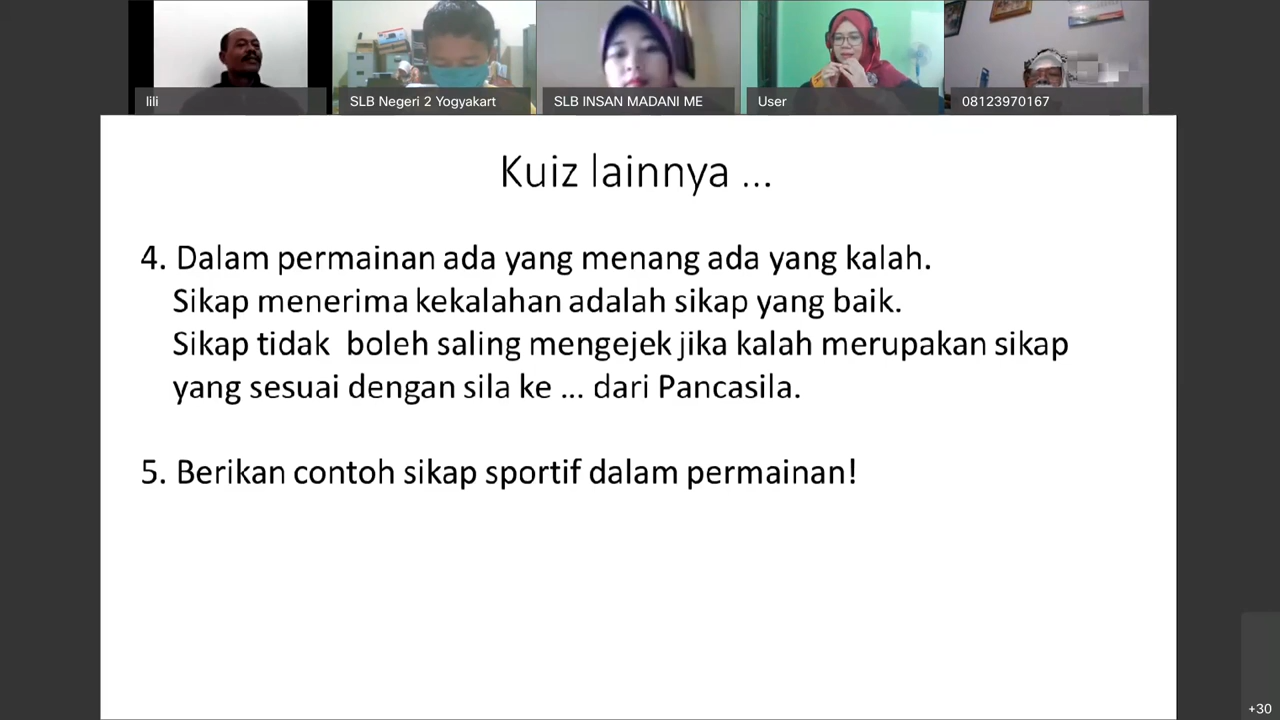 lili
SLB Negeri 2 Yogyakart
SLB INSAN MADANI ME
User
08123970167
Kuiz lainnya ...
4. Dalam permainan ada yang menang ada yang kalah.
Sikap menerima kekalahan adalah sikap yang baik.
Sikap tidak boleh saling mengejek jika kalah merupakan sikap
yang sesuai dengan sila ke ... dari Pancasila.
5. Berikan contoh sikap sportif dalam permainan!
+30